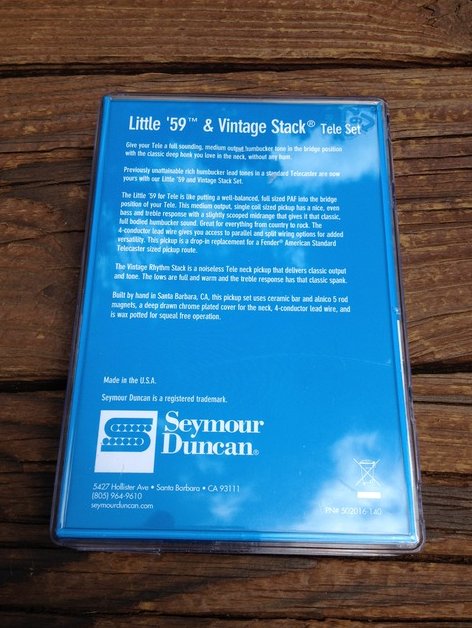 Little '59™ & Vintage Stack® Tele Set
Give your Tele a full sounding, medium output humbucker tone in the bridge position
with the classic deep honk you love in the neck, without any hum.
Previously unattainable rich humbucker lead tones in a standard Telecaster are now
yours with our Little '59 and Vintage Stack Set.
The Little '59 for Tele is like putting a well-balanced, full sized PAF into the bridge
position of your Tele. This medium output, single coil sized pickup has a nice, even
bass and treble response with a slightly scooped midrange that gives it that classic,
full bodied humbucker sound. Great for everything from country to rock. The
4-conductor lead wire gives you access to parallel and split wiring options for added
versatility. This pickup is a drop-in replacement for a Fender® American Standard
Telecaster sized pickup route.
The Vintage Rhythm Stack is a noiseless Tele neck pickup that delivers classic output
and tone. The lows are full and warm and the treble response has that classic spank.
Built by hand in Santa Barbara, CA, this pickup set uses ceramic bar and alnico 5 rod
magnets, a deep drawn chrome plated cover for the neck, 4-conductor lead wire, and
is wax potted for squeal free operation.
Made in the U.S.A.
Seymour Duncan is a registered trademark.
Seymour
Duncan®
5427 Hollister Ave • Santa Barbara • CA 93111
(805) 964-9610
seymourduncan.com
PN# 502016-140